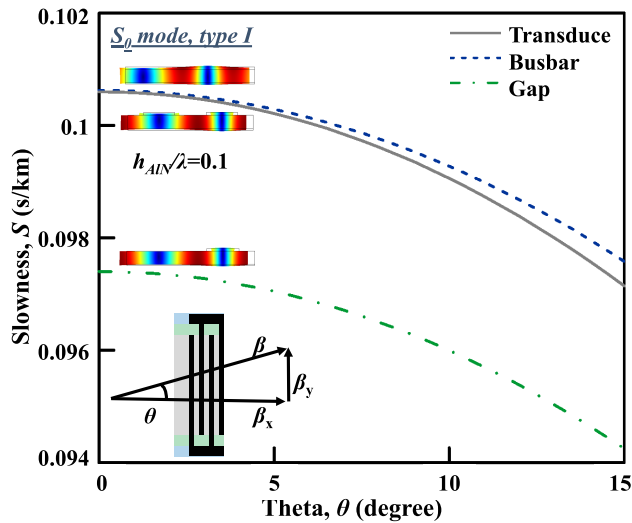 0.102
S₀ mode, type I
Transduce
Busbar
Gap
0.1
h_AlN/λ=0.1
0.098
0.096
0.094
Slowness, S (s/km)
β
βy
θ
βx
0
5
10
15
Theta, θ (degree)